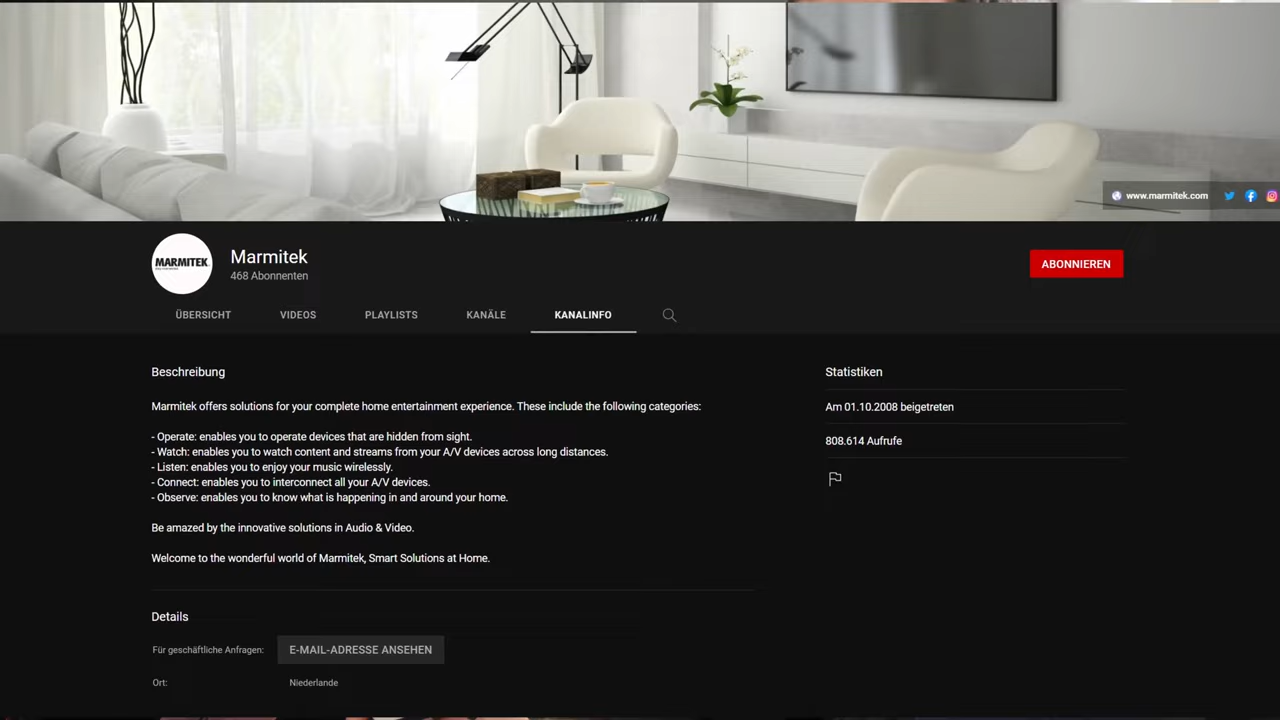 www.marmitek.com
MARMITEK
Marmitek
468 Abonnenten
ABONNIEREN
ÜBERSICHT VIDEOS PLAYLISTS KANÄLE KANALINFO
Beschreibung
Marmitek offers solutions for your complete home entertainment experience. These include the following categories:
- Operate: enables you to operate devices that are hidden from sight.
- Watch: enables you to watch content and streams from your A/V devices across long distances.
- Listen: enables you to enjoy your music wirelessly.
- Connect: enables you to interconnect all your A/V devices.
- Observe: enables you to know what is happening in and around your home.
Be amazed by the innovative solutions in Audio & Video.
Welcome to the wonderful world of Marmitek, Smart Solutions at Home.
Details
Für geschäftliche Anfragen: E-MAIL-ADRESSE ANSEHEN
Ort: Niederlande
Statistiken
Am 01.10.2008 beigetreten
808.614 Aufrufe